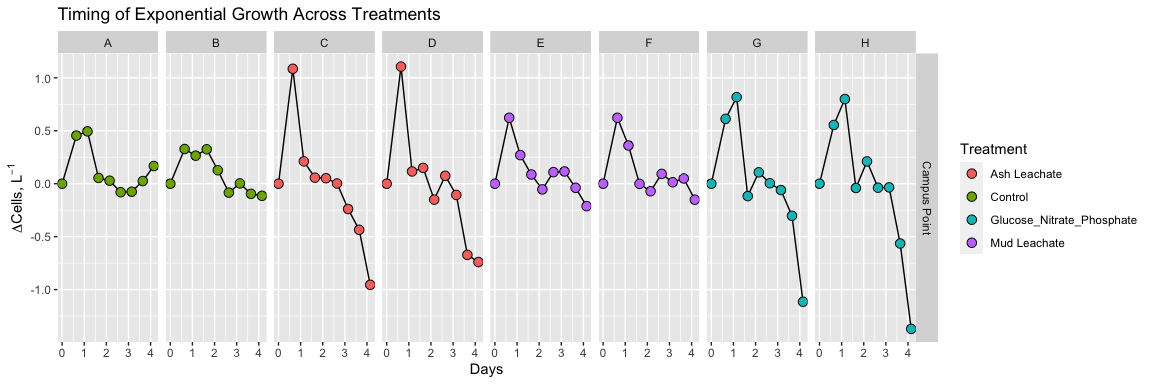 Timing of Exponential Growth Across Treatments
A B C D E F G H
1.0
0.5
0.0
-0.5
-1.0
ΔCells, L⁻¹
Campus Point
0 1 2 3 4 0 1 2 3 4 0 1 2 3 4 0 1 2 3 4 0 1 2 3 4 0 1 2 3 4 0 1 2 3 4 0 1 2 3 4
Days
Treatment
Ash Leachate
Control
Glucose_Nitrate_Phosphate
Mud Leachate